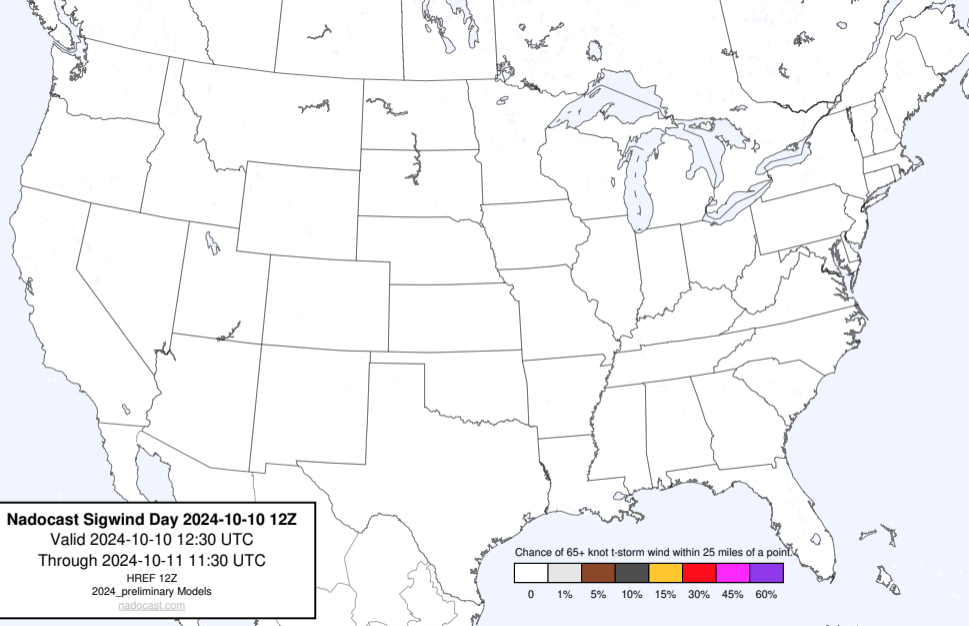 Nadocast Sigwind Day 2024-10-10 12Z
Valid 2024-10-10 12:30 UTC
Through 2024-10-11 11:30 UTC
HREF 12Z
2024_preliminary Models
nadocast.com
Chance of 65+ knot t-storm wind within 25 miles of a point.
0 1% 5% 10% 15% 30% 45% 60%